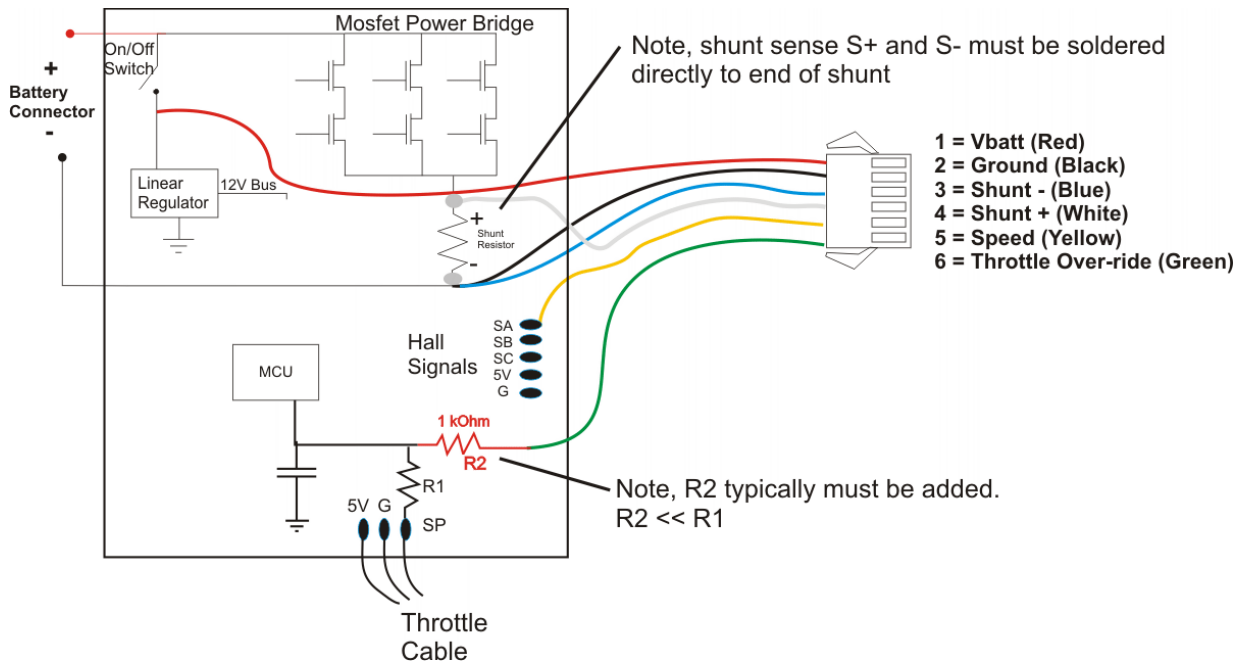 Mosfet Power Bridge
On/Off
Switch
+
Battery
Connector
-
Linear
Regulator
12V Bus
+
Shunt
Resistor
-
Note, shunt sense S+ and S- must be soldered
directly to end of shunt
1 = Vbatt (Red)
2 = Ground (Black)
3 = Shunt - (Blue)
4 = Shunt + (White)
5 = Speed (Yellow)
6 = Throttle Over-ride (Green)
Hall
Signals
SA
SB
SC
5V
G
MCU
1 kOhm
R2
R1
5V G
SP
Note, R2 typically must be added.
R2 << R1
Throttle
Cable